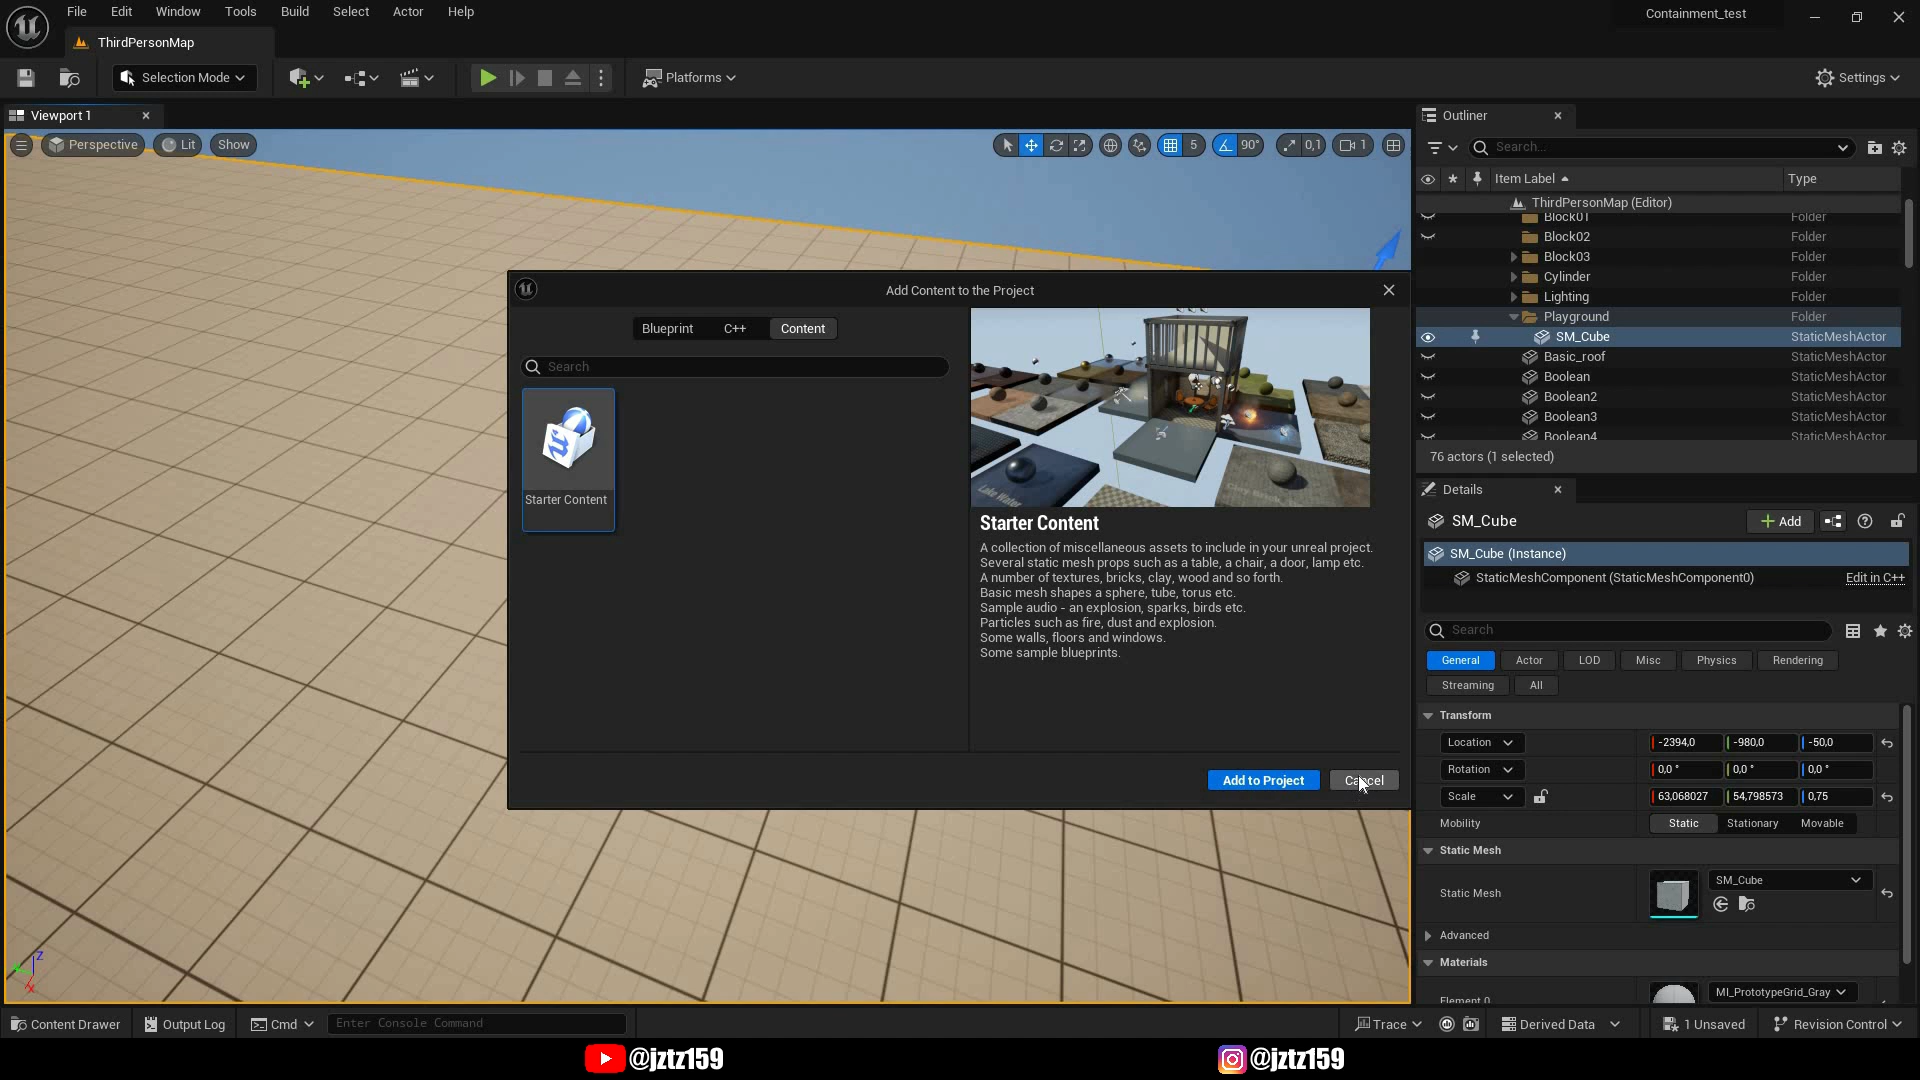 File Edit Window Tools Build Select Actor Help
Containment_test
ThirdPersonMap
Selection Mode
Platforms
Settings
Viewport 1
Perspective Lit Show
5 90° 0,1 1
Outliner
Search...
Item Label Type
ThirdPersonMap (Editor)
Block01 Folder
Block02 Folder
Block03 Folder
Cylinder Folder
Lighting Folder
Playground Folder
SM_Cube StaticMeshActor
Basic_roof StaticMeshActor
Boolean StaticMeshActor
Boolean2 StaticMeshActor
Boolean3 StaticMeshActor
Boolean4 StaticMeshActor
76 actors (1 selected)
Add Content to the Project
Blueprint C++ Content
Search
Starter Content
Lake Water
Starter Content
A collection of miscellaneous assets to include in your unreal project.
Several static mesh props such as a table, a chair, a door, lamp etc.
A number of textures, bricks, clay, wood and so forth.
Basic mesh shapes a sphere, tube, torus etc.
Sample audio - an explosion, sparks, birds etc.
Particles such as fire, dust and explosion.
Some walls, floors and windows.
Some sample blueprints.
Add to Project Cancel
Details
SM_Cube
Add
SM_Cube (Instance)
StaticMeshComponent (StaticMeshComponent0) Edit in C++
Search
General Actor LOD Misc Physics Rendering
Streaming All
Transform
Location -2394,0 -980,0 -50,0
Rotation 0,0 ° 0,0 ° 0,0 °
Scale 63,068027 54,798573 0,75
Mobility Static Stationary Movable
Static Mesh
Static Mesh SM_Cube
Advanced
Materials
Element 0 MI_PrototypeGrid_Gray
Z
X
Content Drawer Output Log Cmd Enter Console Command
Trace Derived Data 1 Unsaved Revision Control
@jztz159 @jztz159